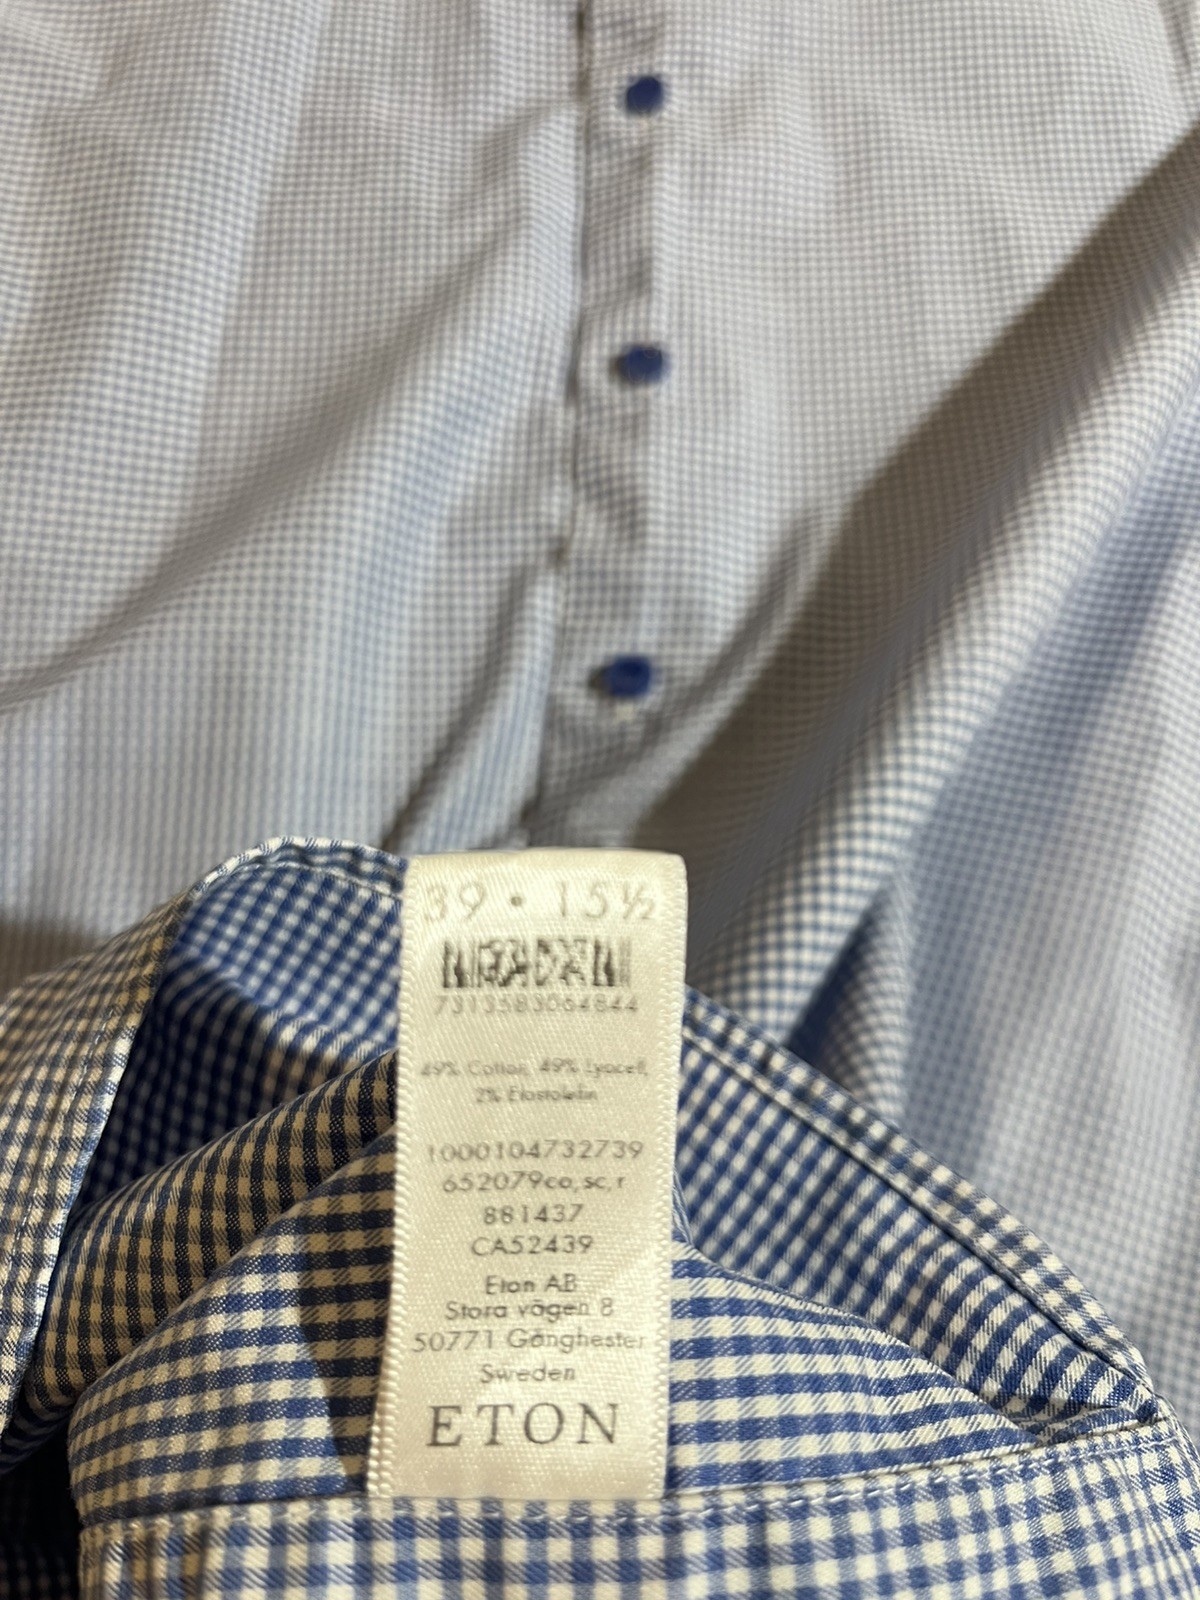 39 • 15½
7313583064844
49% Cotton, 49% Lyocell,
2% Elastolefin
1000104732739
652079co,sc,r
881437
CA52439
Eton AB
Stora vägen 8
50771 Gånghester
Sweden
ETON